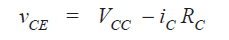 v_CE = V_CC − i_C R_C